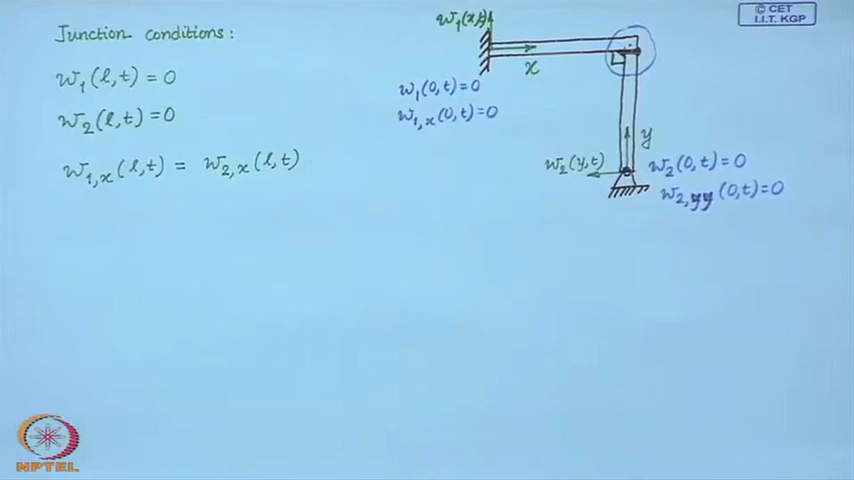 Junction conditions:
w₁(l,t) = 0
w₂(l,t) = 0
w₁,ₓ(l,t) = w₂,ₓ(l,t)
w₁(x,t)
x
w₁(0,t) = 0
w₁,ₓ(0,t) = 0
y
w₂(y,t)
w₂(0,t) = 0
w₂,yy(0,t) = 0
© CET
I.I.T. KGP
NPTEL